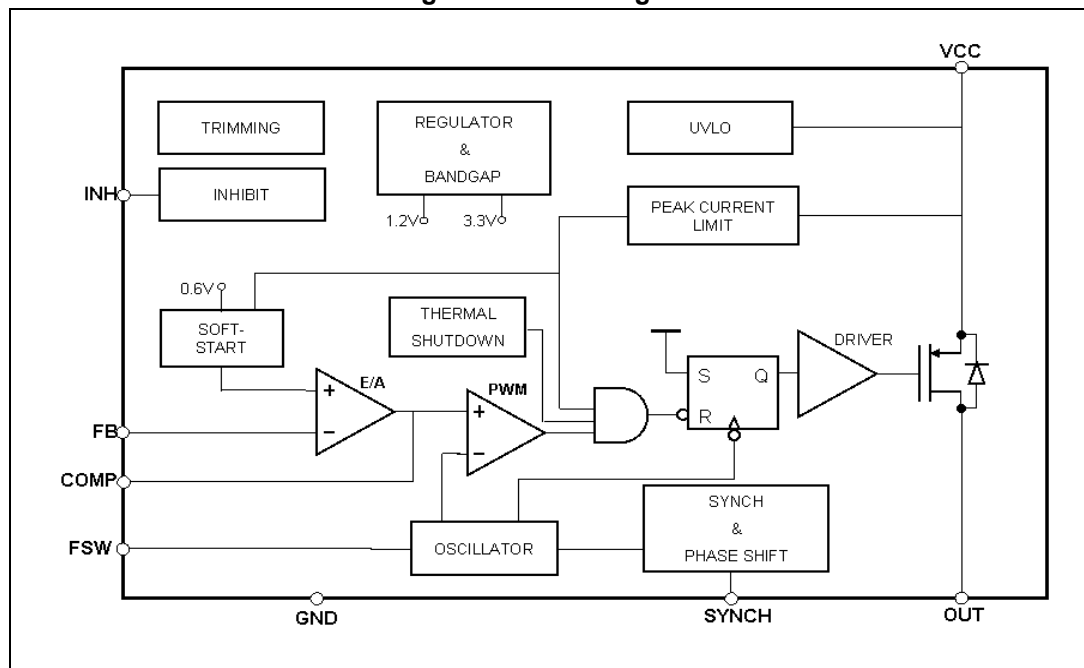 VCC
TRIMMING
REGULATOR
&
BANDGAP
UVLO
INH
INHIBIT
1.2V
3.3V
PEAK CURRENT
LIMIT
0.6V
SOFT-
START
THERMAL
SHUTDOWN
DRIVER
E/A
+
−
PWM
+
−
S
Q
R
FB
COMP
FSW
OSCILLATOR
SYNCH
&
PHASE SHIFT
GND
SYNCH
OUT